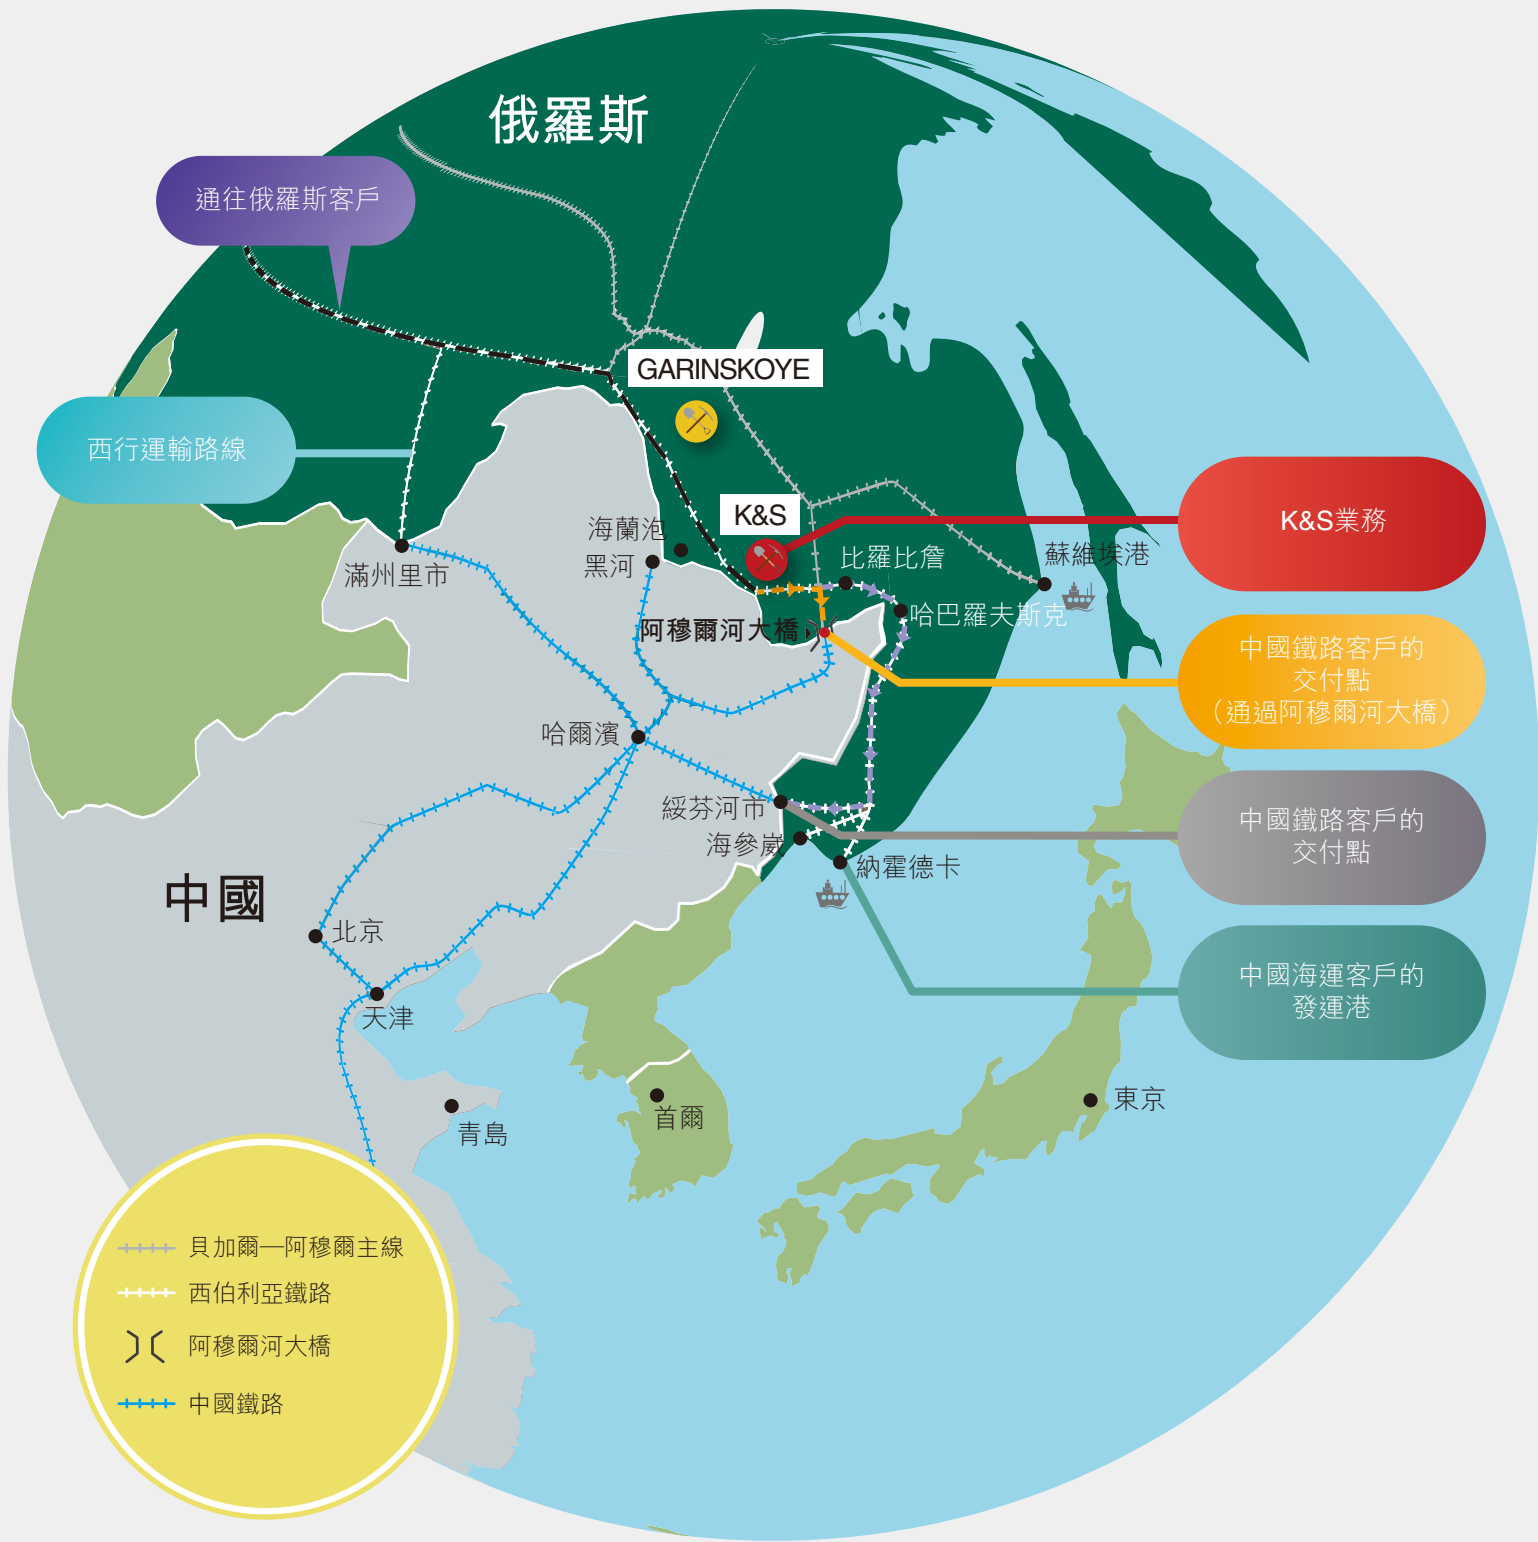 俄羅斯
通往俄羅斯客戶
GARINSKOYE
西行運輸路線
K&S
K&S業務
海蘭泡
黑河
比羅比詹
蘇維埃港
滿州里市
哈巴羅夫斯克
阿穆爾河大橋
中國鐵路客戶的
交付點
（通過阿穆爾河大橋）
哈爾濱
綏芬河市
海參崴
中國鐵路客戶的
交付點
納霍德卡
中國
北京
天津
中國海運客戶的
發運港
首爾
東京
青島
貝加爾—阿穆爾主線
西伯利亞鐵路
阿穆爾河大橋
中國鐵路